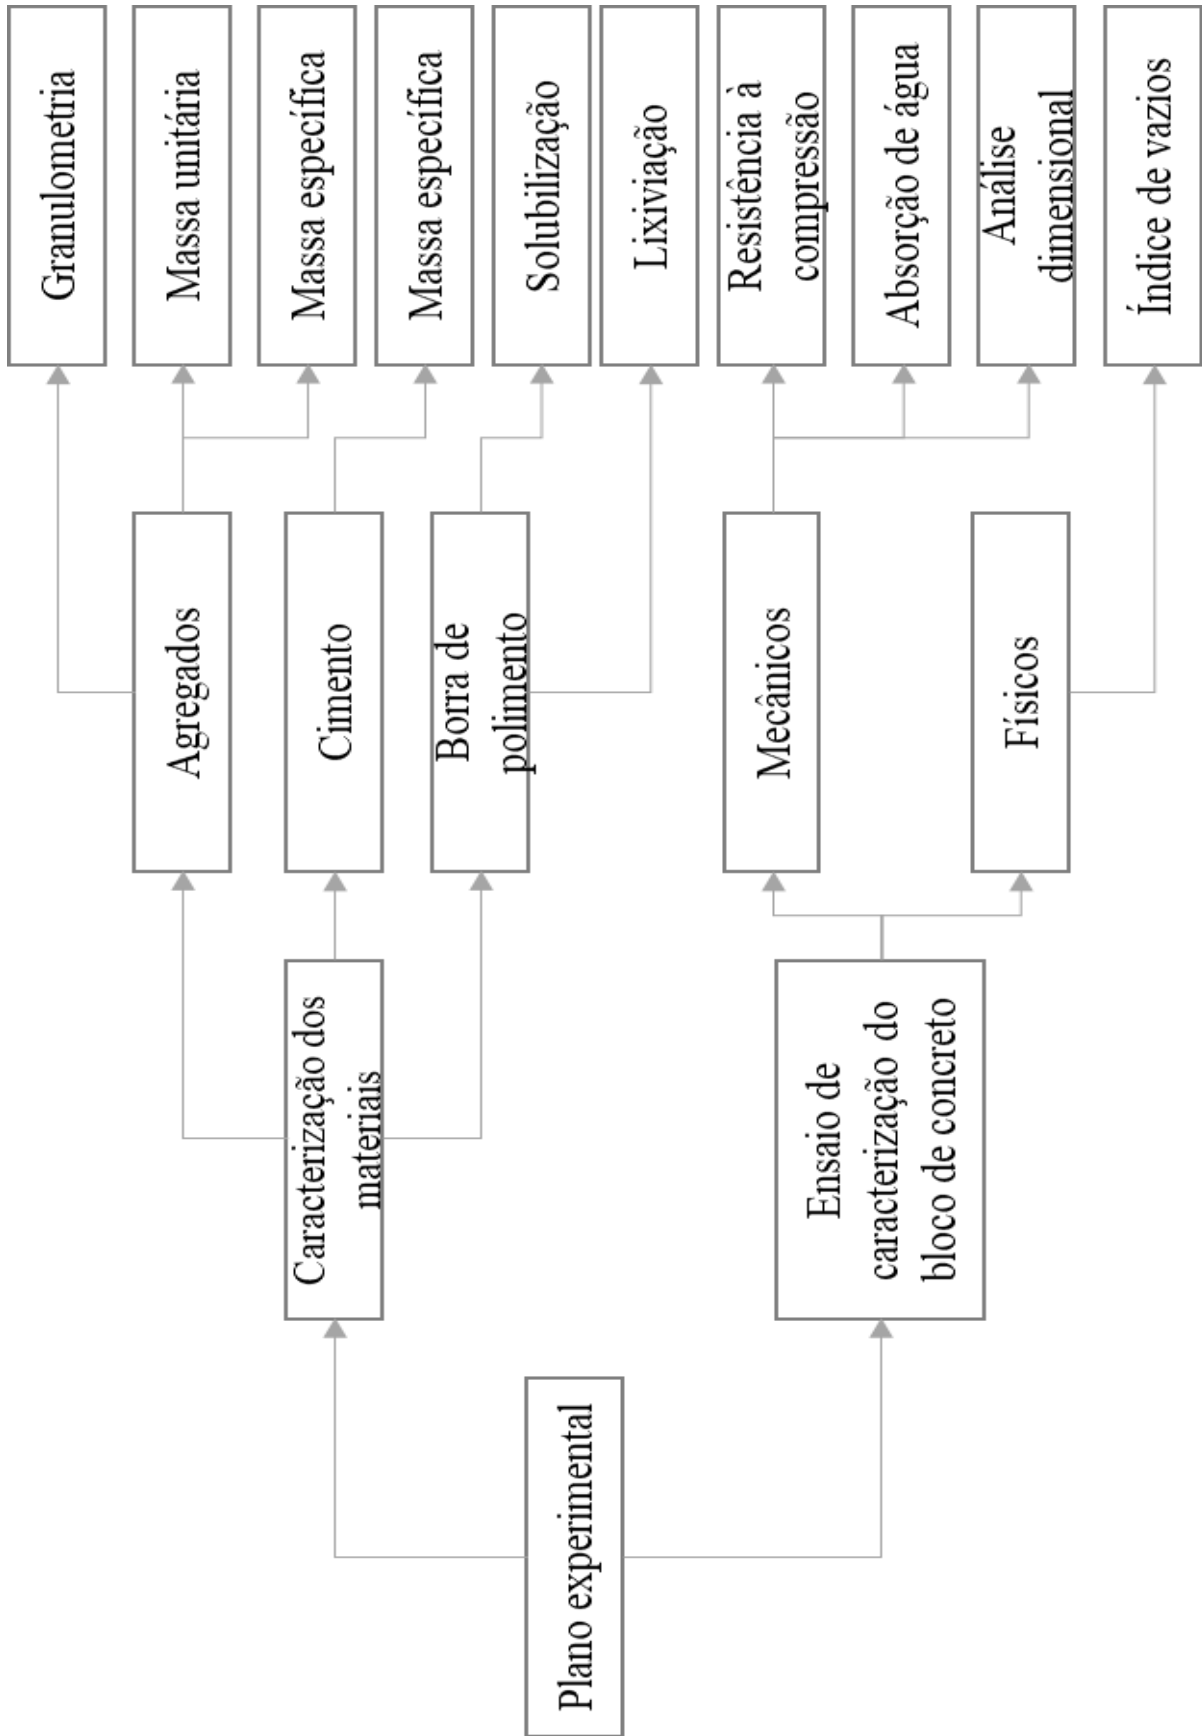 Plano experimental
Caracterização dos
materiais
Ensaio de
caracterização do
bloco de concreto
Agregados
Cimento
Borra de
polimento
Mecânicos
Físicos
Granulometria
Massa unitária
Massa específica
Massa específica
Solubilização
Lixiviação
Resistência à
compressão
Absorção de água
Análise
dimensional
Índice de vazios